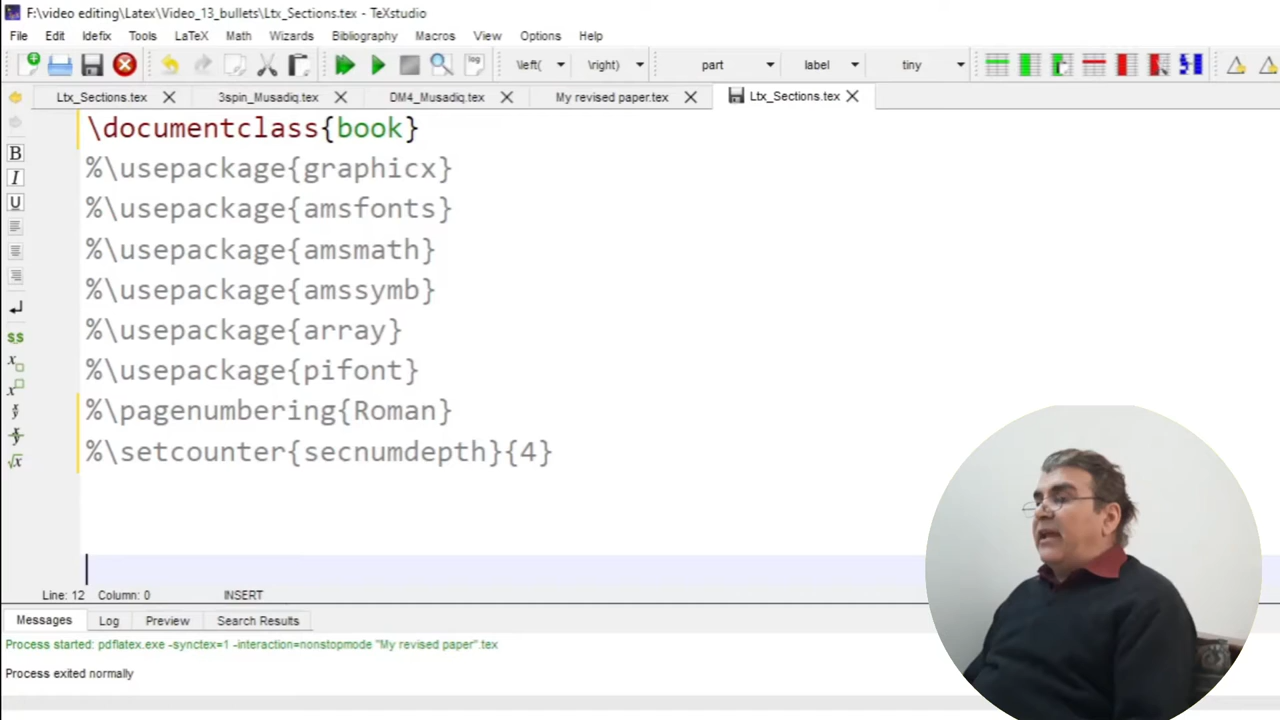 F:\video editing\Latex\Video_13_bullets\Ltx_Sections.tex - TeXstudio
File Edit Idefix Tools LaTeX Math Wizards Bibliography Macros View Options Help
\left( \right) part label tiny
Ltx_Sections.tex 3spin_Musadiq.tex DM4_Musadiq.tex My revised paper.tex Ltx_Sections.tex
\documentclass{book}
%\usepackage{graphicx}
%\usepackage{amsfonts}
%\usepackage{amsmath}
%\usepackage{amssymb}
%\usepackage{array}
%\usepackage{pifont}
%\pagenumbering{Roman}
%\setcounter{secnumdepth}{4}
Line: 12 Column: 0 INSERT
Messages Log Preview Search Results
Process started: pdflatex.exe -synctex=1 -interaction=nonstopmode "My revised paper".tex
Process exited normally